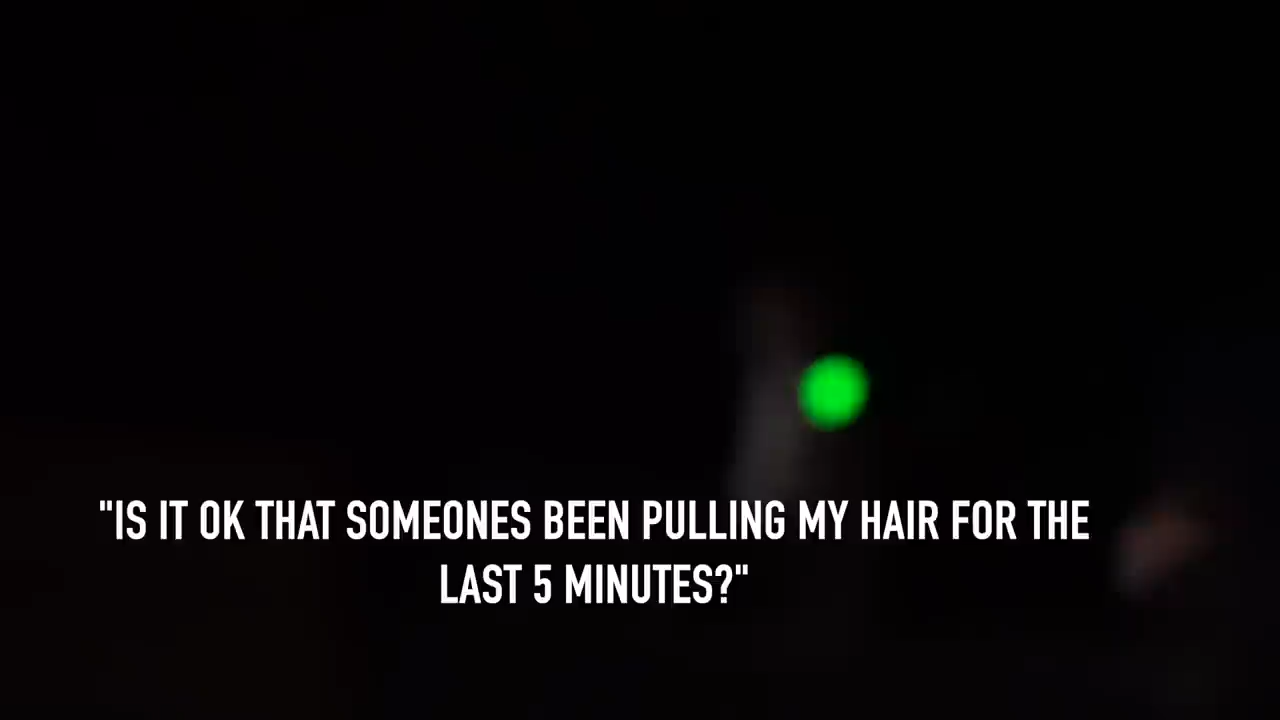 "IS IT OK THAT SOMEONES BEEN PULLING MY HAIR FOR THE
LAST 5 MINUTES?"